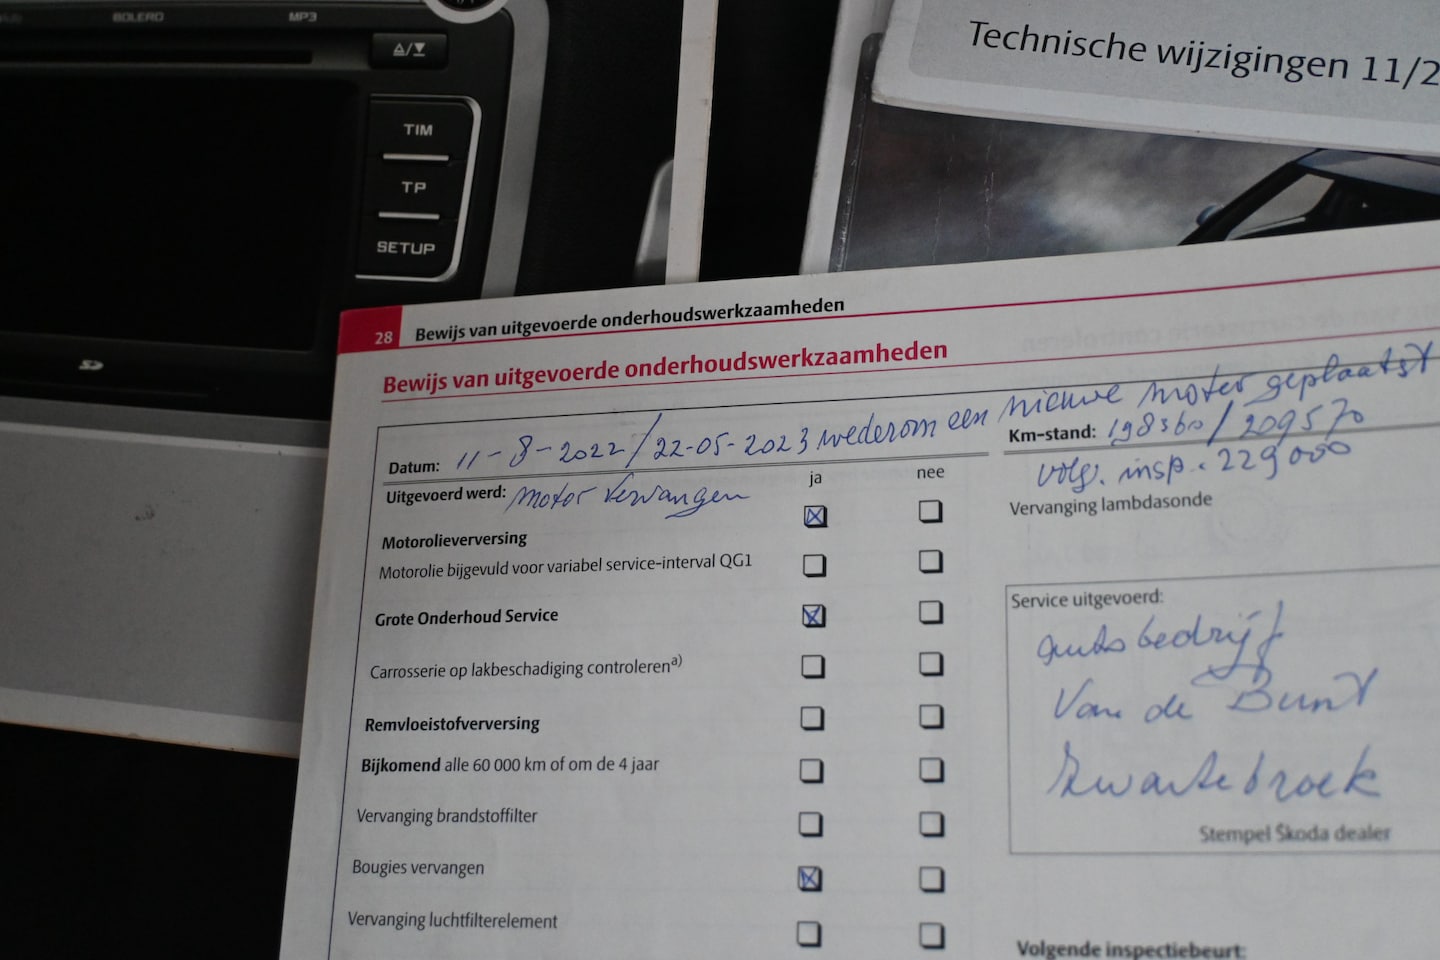 BOLERO
MP3
TIM
TP
SETUP
Technische wijzigingen 11/2
28 Bewijs van uitgevoerde onderhoudswerkzaamheden
Bewijs van uitgevoerde onderhoudswerkzaamheden
Datum: 11-8-2022/22-05-2023 wederom een nieuwe motor geplaatst
Km-stand: 198360/209570
Uitgevoerd werd: motor vervangen
ja
nee
volg. insp. 229000
Motorolieverversing
Vervanging lambdasonde
Motorolie bijgevuld voor variabel service-interval QG1
Grote Onderhoud Service
Carrosserie op lakbeschadiging controleren a)
Remvloeistofverversing
Bijkomend alle 60 000 km of om de 4 jaar
Vervanging brandstoffilter
Bougies vervangen
Vervanging luchtfilterelement
Service uitgevoerd:
autobedrijf
Van de Bunt
Zwartebroek
Stempel Škoda dealer
Volgende inspectiebeurt: